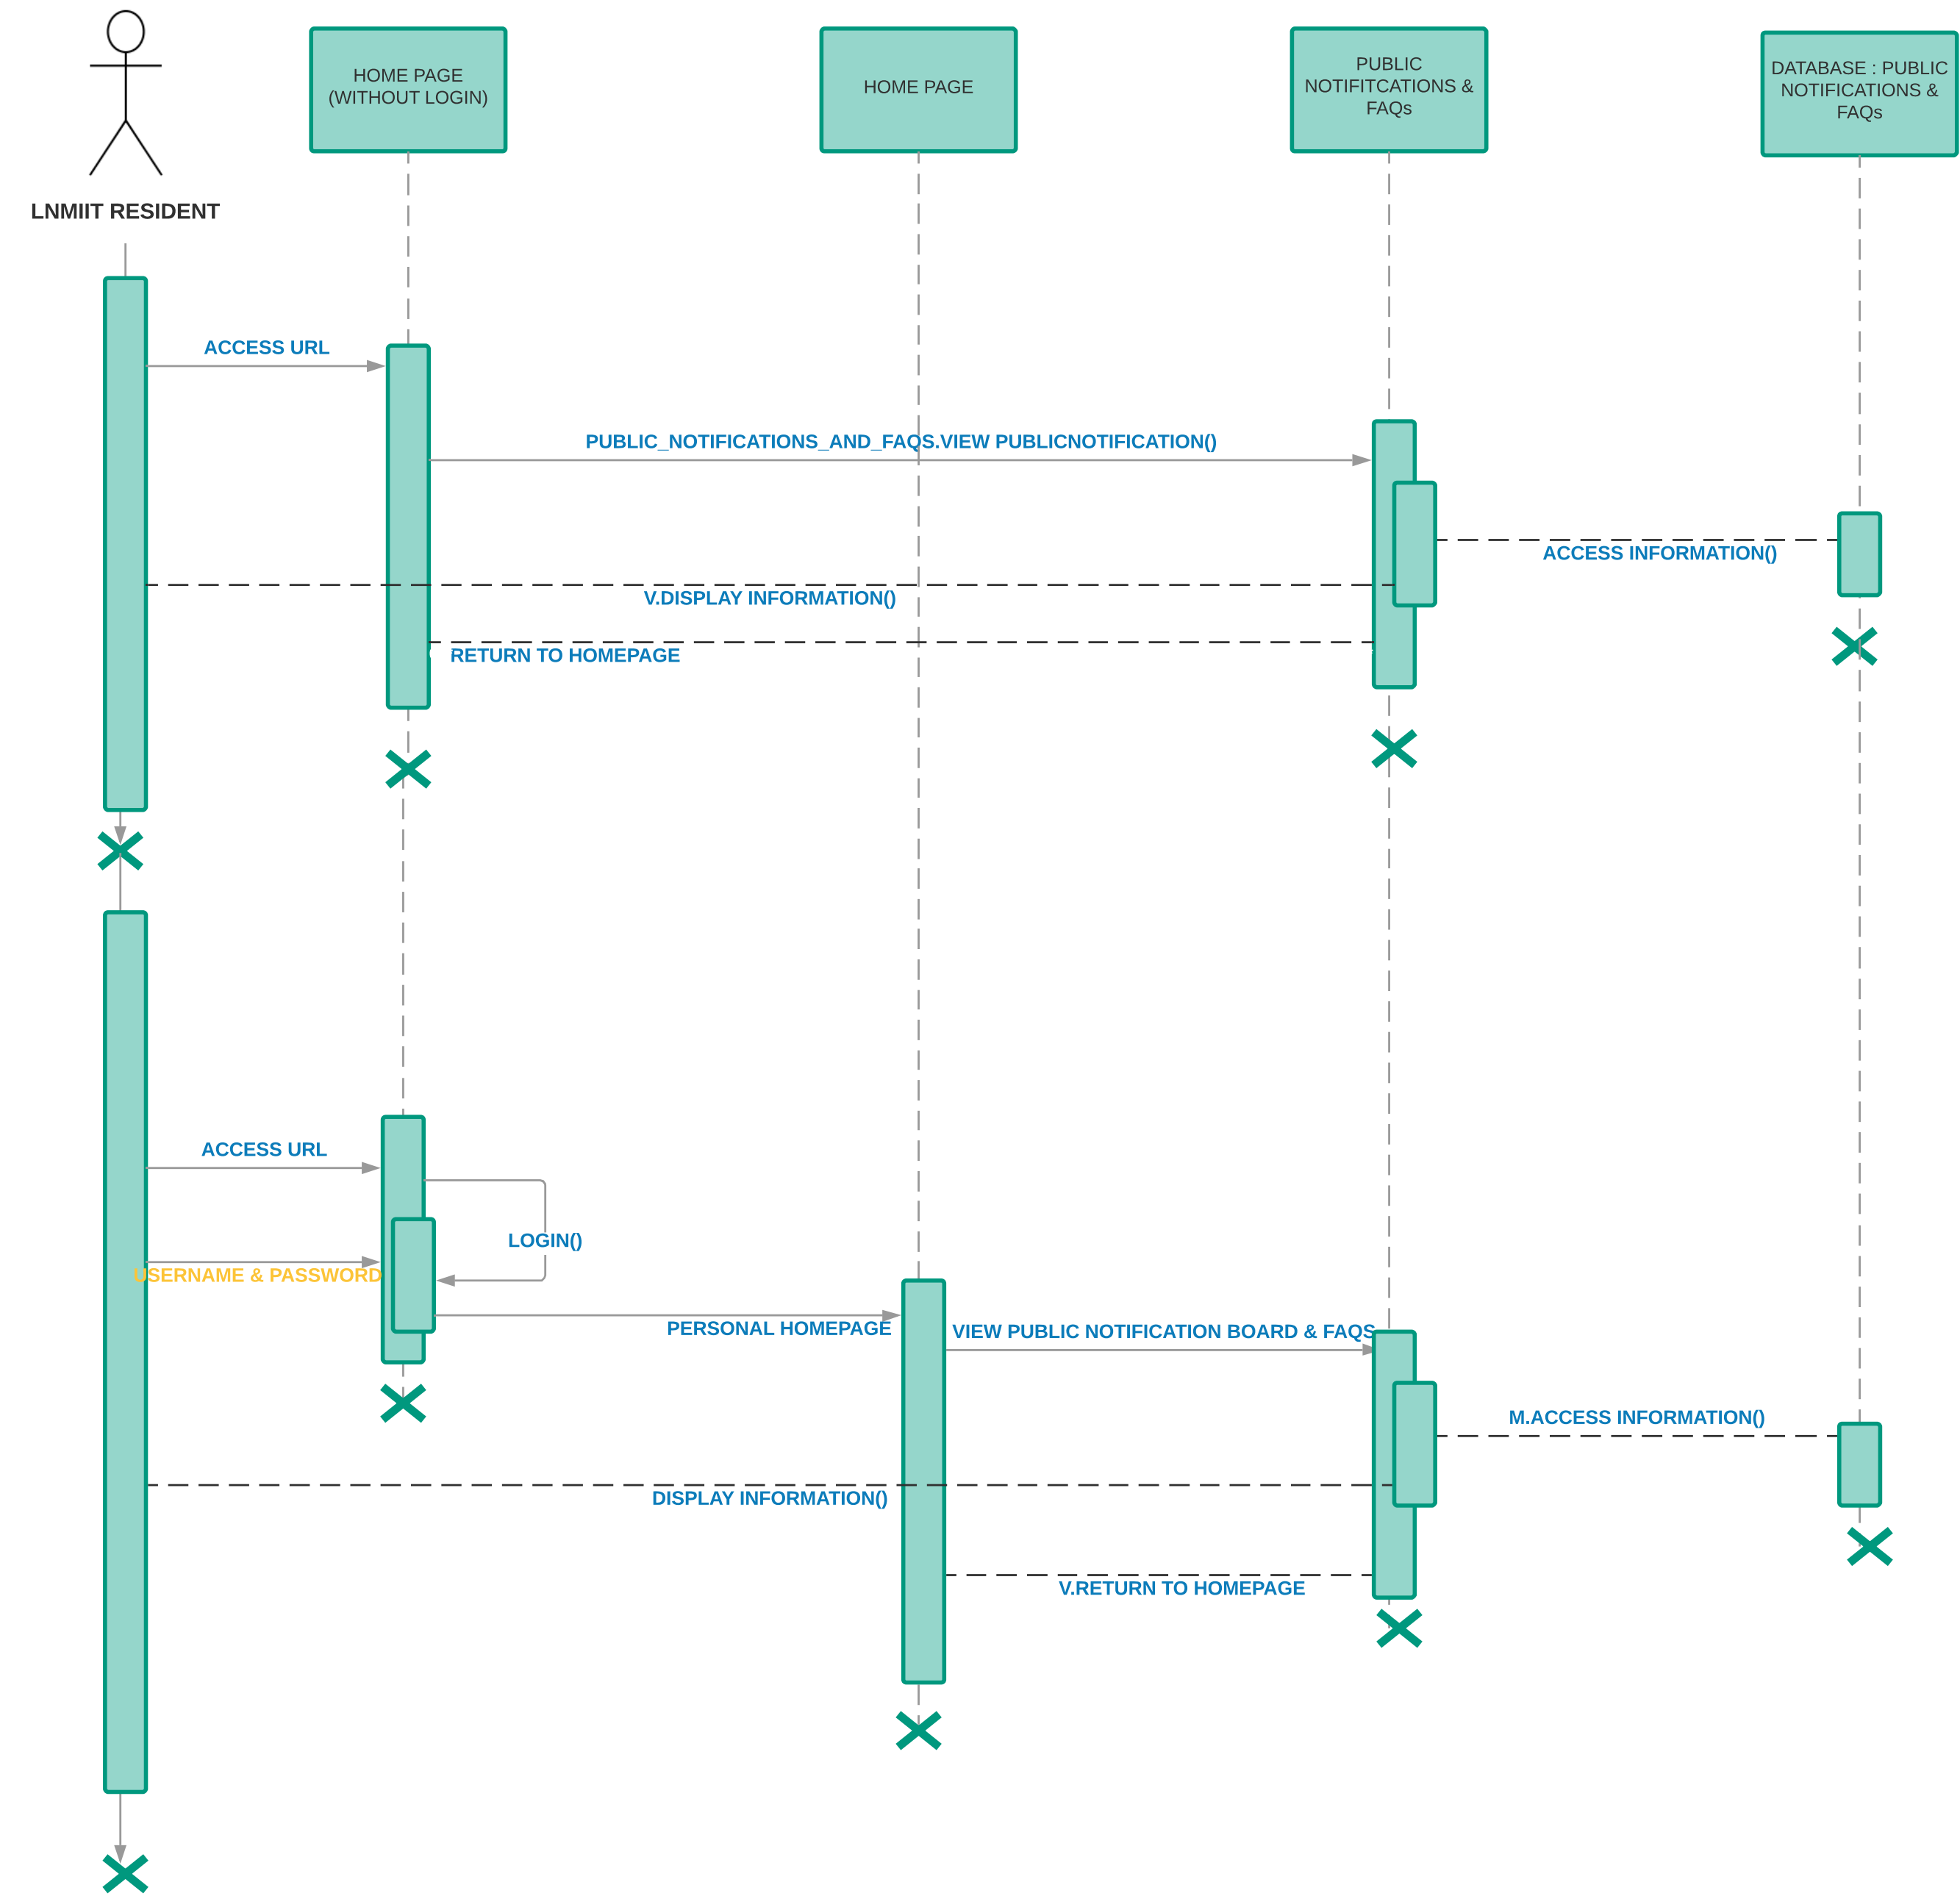 HOME PAGE
(WITHOUT LOGIN)
HOME PAGE
PUBLIC
NOTIFITCATIONS &
FAQs
DATABASE : PUBLIC
NOTIFICATIONS &
FAQs
LNMIIT RESIDENT
ACCESS URL
PUBLIC_NOTIFICATIONS_AND_FAQS.VIEW PUBLICNOTIFICATION()
ACCESS INFORMATION()
V.DISPLAY INFORMATION()
RETURN TO HOMEPAGE
ACCESS URL
LOGIN()
USERNAME & PASSWORD
PERSONAL HOMEPAGE
VIEW PUBLIC NOTIFICATION BOARD & FAQS
M.ACCESS INFORMATION()
DISPLAY INFORMATION()
V.RETURN TO HOMEPAGE